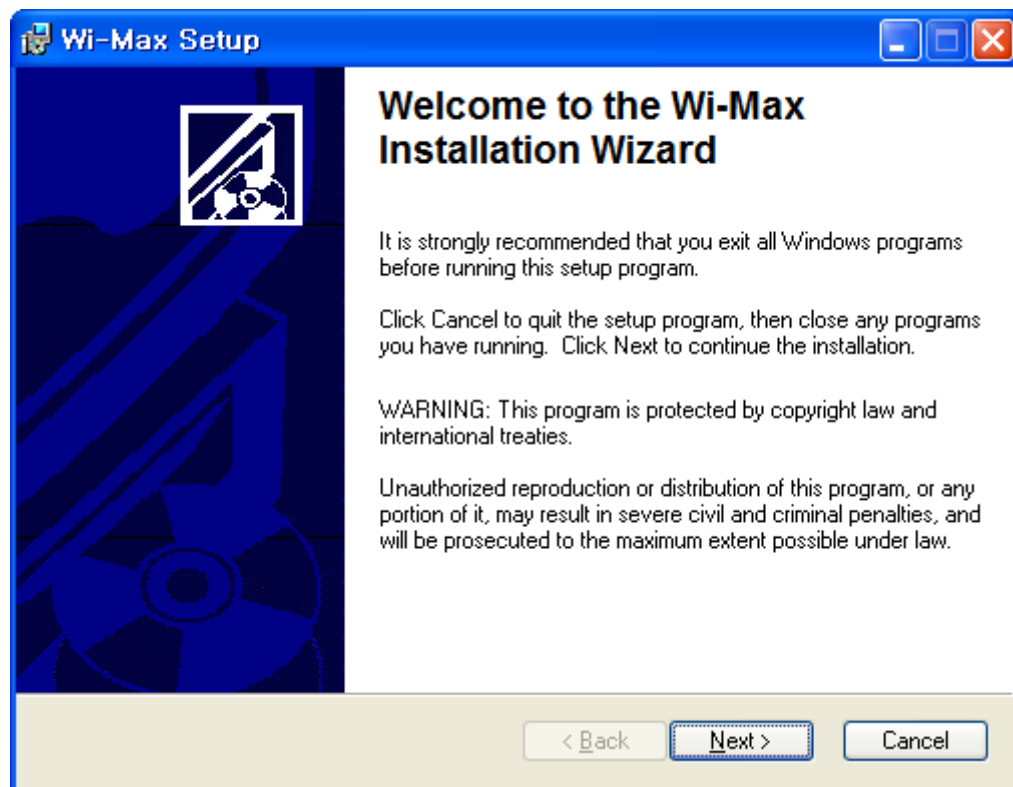 Wi-Max Setup
Welcome to the Wi-Max
Installation Wizard
It is strongly recommended that you exit all Windows programs
before running this setup program.
Click Cancel to quit the setup program, then close any programs
you have running.  Click Next to continue the installation.
WARNING: This program is protected by copyright law and
international treaties.
Unauthorized reproduction or distribution of this program, or any
portion of it, may result in severe civil and criminal penalties, and
will be prosecuted to the maximum extent possible under law.
< Back  Next >  Cancel